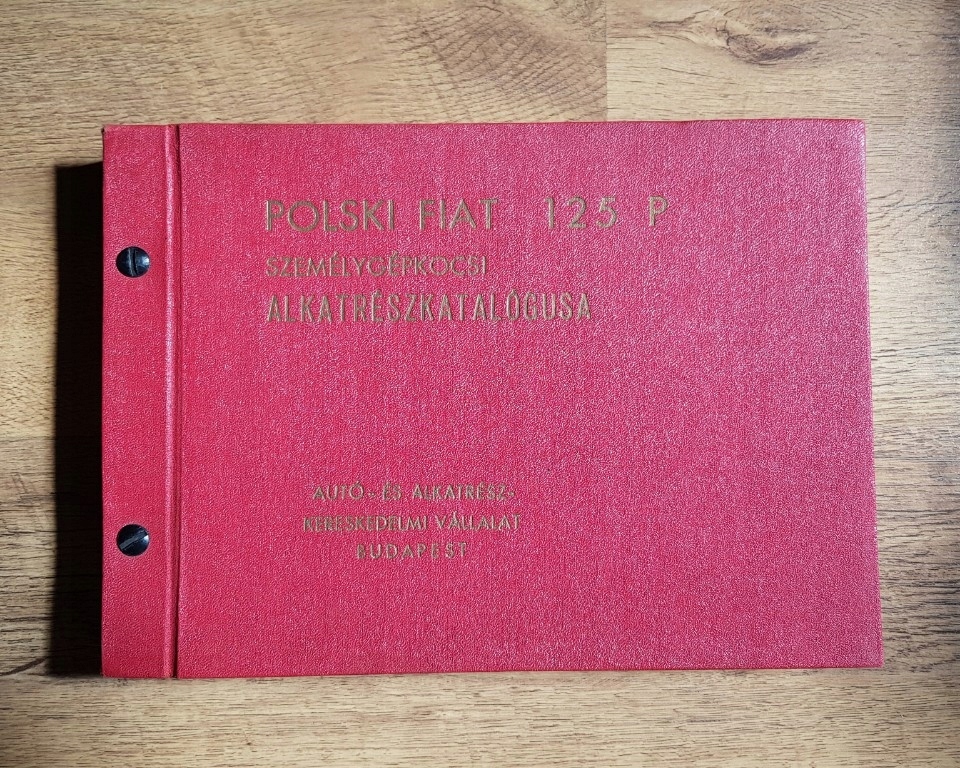 POLSKI FIAT 125 P
SZEMÉLYGÉPKOCSI
ALKATRÉSZKATALÓGUSA
AUTÓ- ÉS ALKATRÉSZ-
KERESKEDELMI VÁLLALAT
BUDAPEST